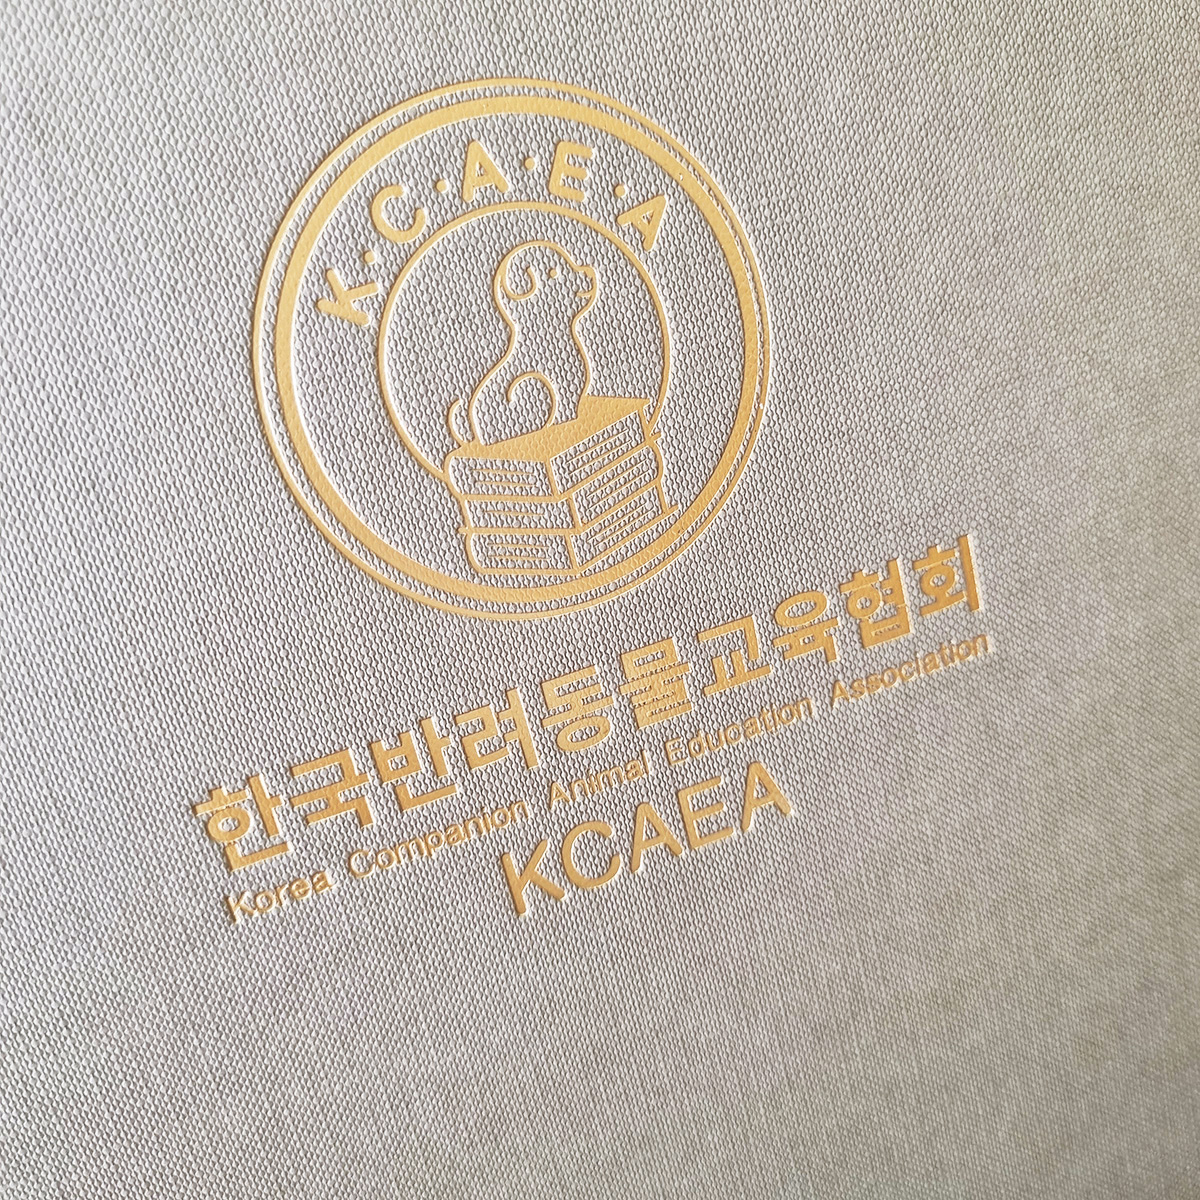 K·C·A·E·A
한국반려동물교육협회
Korea Companion Animal Education Association
KCAEA